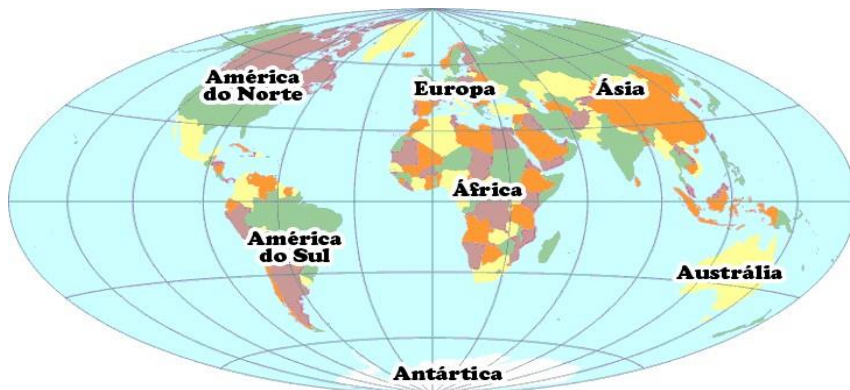 América
do Norte
Europa
Ásia
África
América
do Sul
Austrália
Antártica